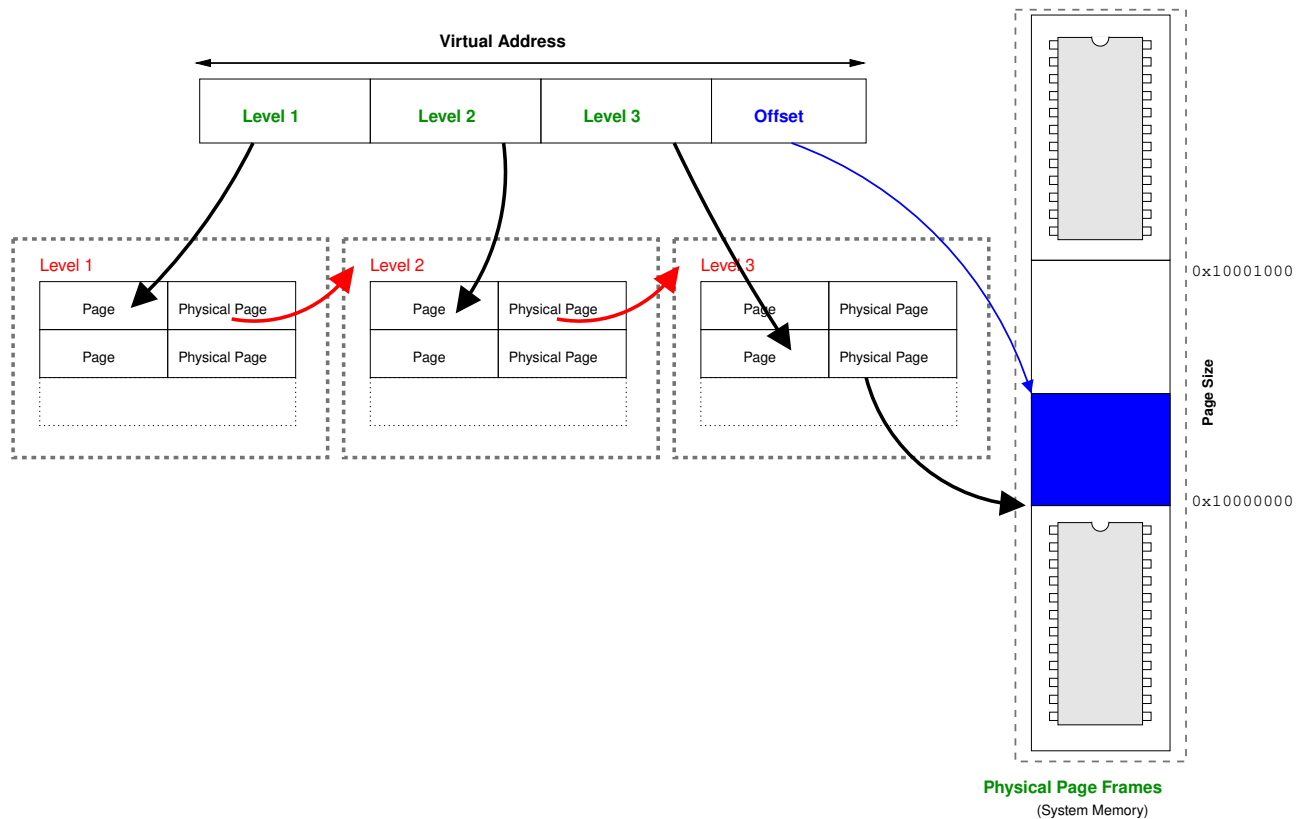 Virtual Address
Level 1 Level 2 Level 3 Offset
Level 1
Page Physical Page
Page Physical Page
Level 2
Page Physical Page
Page Physical Page
Level 3
Page Physical Page
Page Physical Page
0x10001000
Page Size
0x10000000
Physical Page Frames
(System Memory)